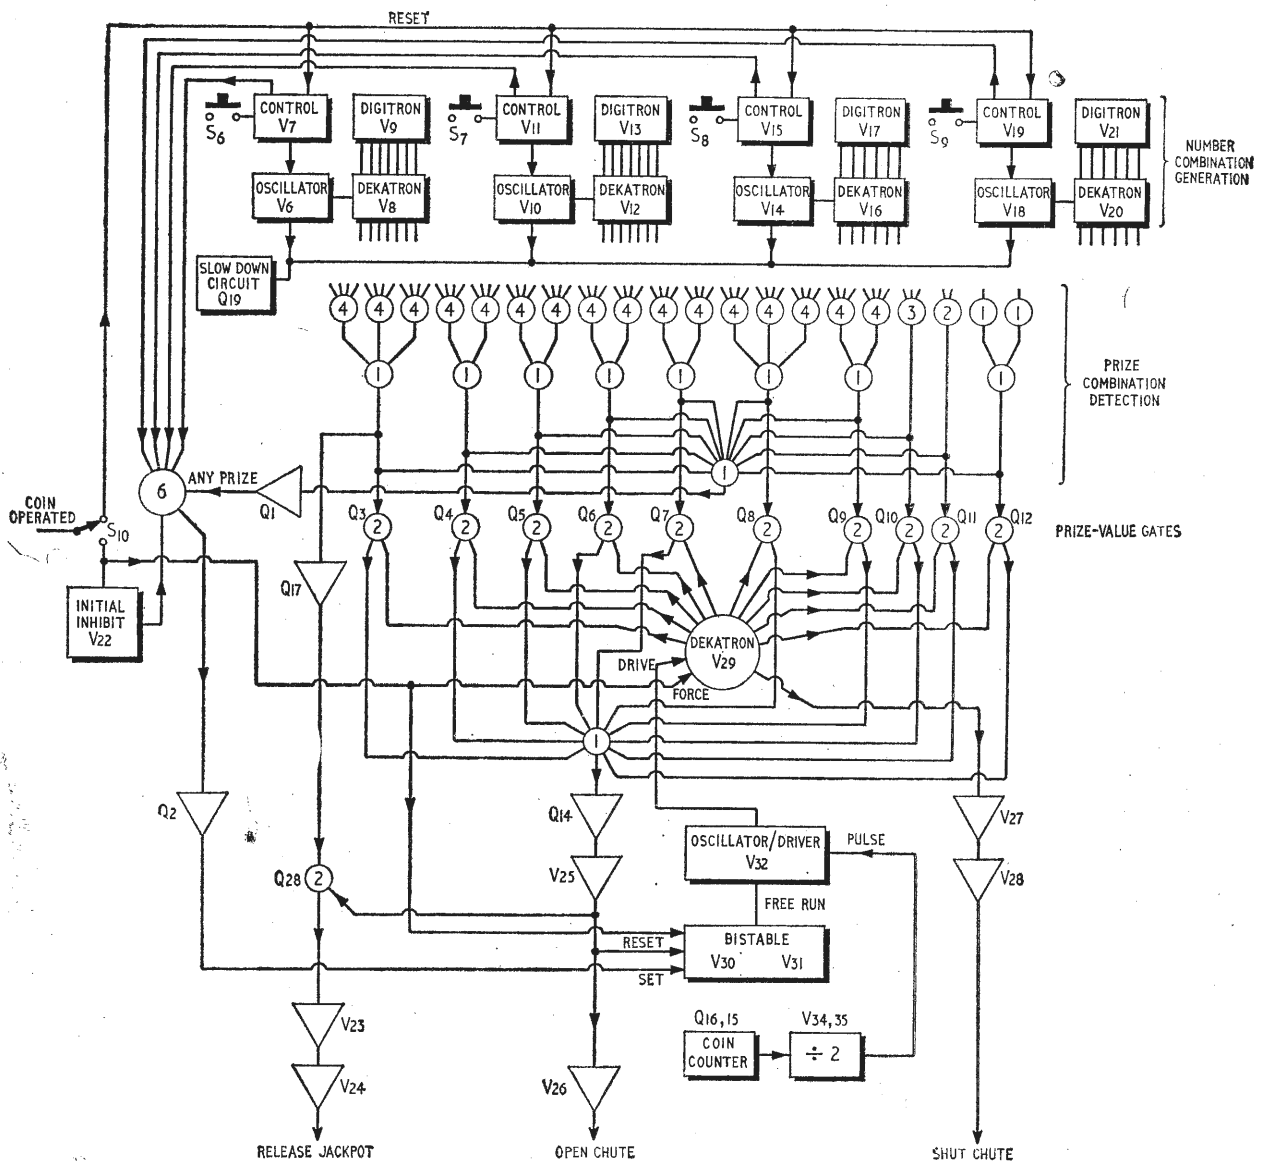 RESET
CONTROL V7
DIGITRON V9
CONTROL V11
DIGITRON V13
CONTROL V15
DIGITRON V17
CONTROL V19
DIGITRON V21
S6
S7
S8
S9
NUMBER
COMBINATION
GENERATION
OSCILLATOR V6
DEKATRON V8
OSCILLATOR V10
DEKATRON V12
OSCILLATOR V14
DEKATRON V16
OSCILLATOR V18
DEKATRON V20
SLOW DOWN
CIRCUIT
Q19
4 4 4 4 4 4 4 4 4 4 4 4 4 4 4 4 3 2 1 1
1 1 1 1 1 1 1 1
PRIZE
COMBINATION
DETECTION
1
6
ANY PRIZE
Q1
COIN
OPERATED
S10
Q3 2 Q4 2 Q5 2 Q6 2 Q7 2 Q8 2 Q9 2 Q10 2 2 Q11 2 Q12
PRIZE-VALUE GATES
Q17
INITIAL
INHIBIT
V22
DEKATRON
V29
DRIVE
FORCE
1
Q2
Q14
V27
OSCILLATOR/DRIVER
V32
PULSE
V25
V28
Q28 2
FREE RUN
BISTABLE
V30 V31
RESET
SET
Q16,15
V34,35
V23
COIN
COUNTER
÷ 2
V24
V26
RELEASE JACKPOT
OPEN CHUTE
SHUT CHUTE